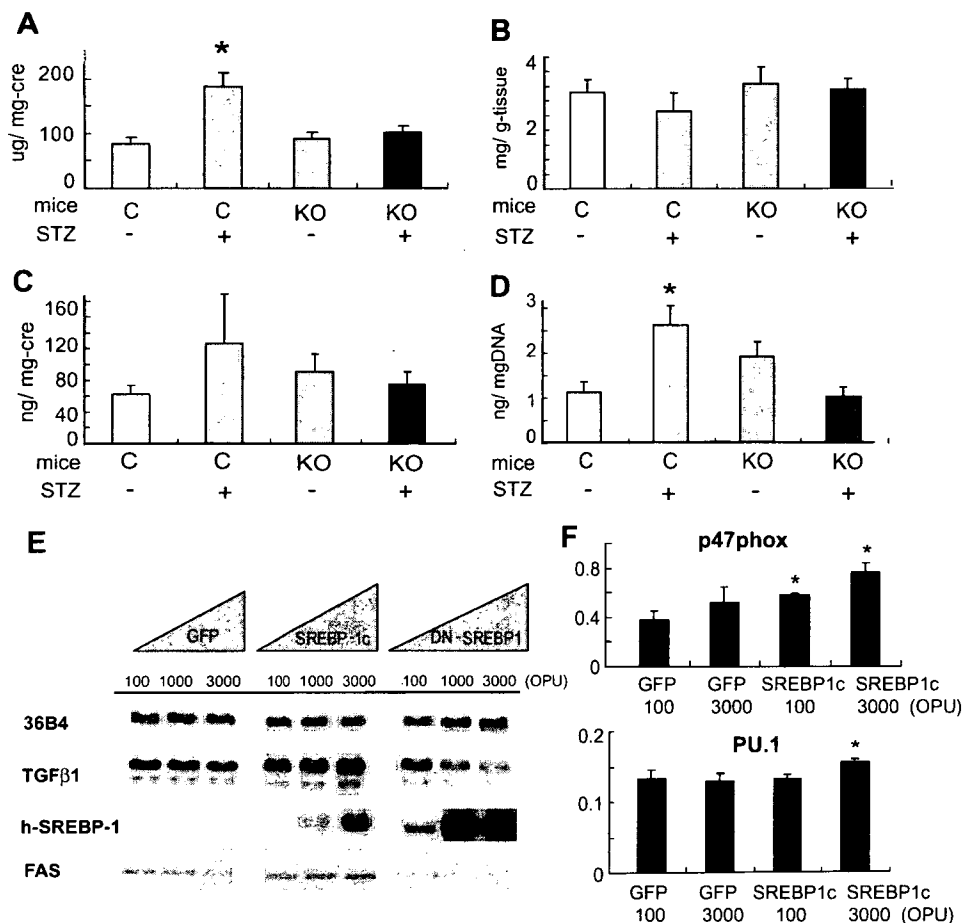 A
*
ug/ mg-cre
200
100
0
mice C C KO KO
STZ - + - +
B
mg/ g-tissue
4
2
0
mice C C KO KO
STZ - + - +
C
ng/ mg-cre
160
120
80
40
0
mice C C KO KO
STZ - + - +
D
*
ng/ mgDNA
3
2
1
0
mice C C KO KO
STZ - + - +
E
GFP SREBP-1c DN-SREBP1
100 1000 3000 100 1000 3000 100 1000 3000 (OPU)
36B4
TGFβ1
h-SREBP-1
FAS
F
p47phox
* *
0.8
0.4
0
GFP GFP SREBP1c SREBP1c
100 3000 100 3000 (OPU)
PU.1
*
0.2
0.1
0
GFP GFP SREBP1c SREBP1c
100 3000 100 3000 (OPU)